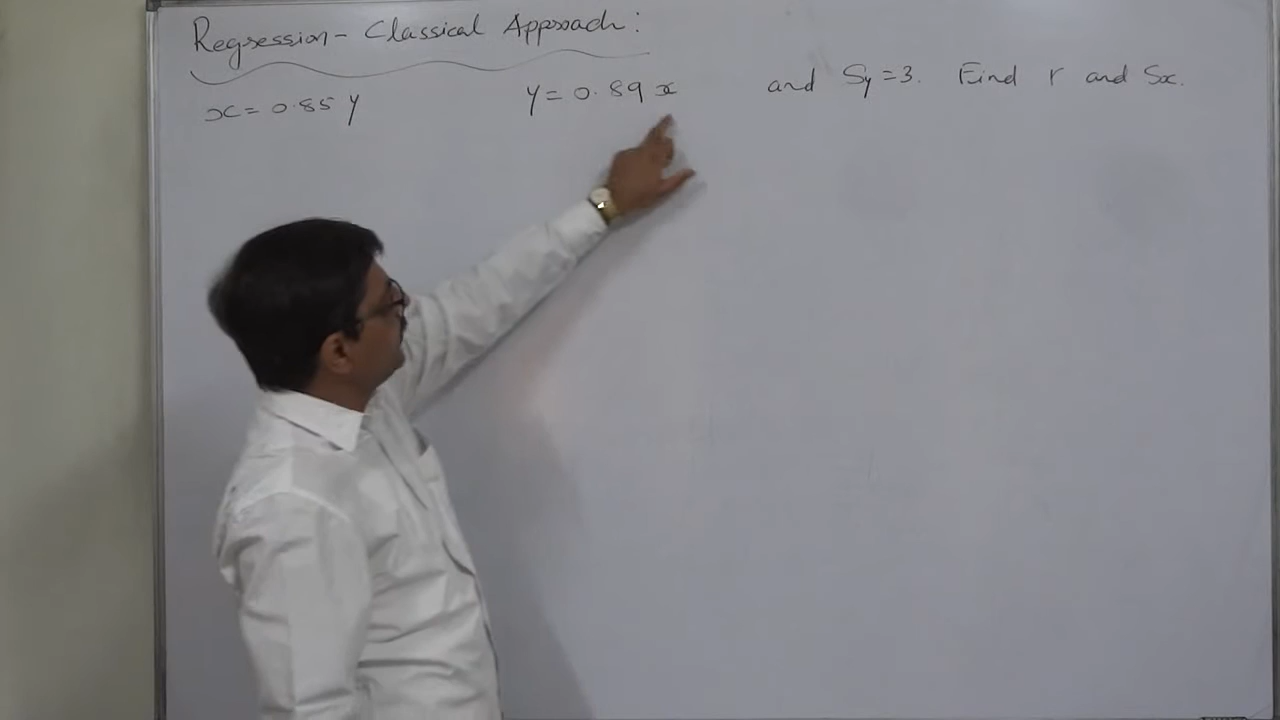 Regression - Classical Approach:
x = 0.85 y y = 0.89 x and Sy = 3. Find r and Sx.